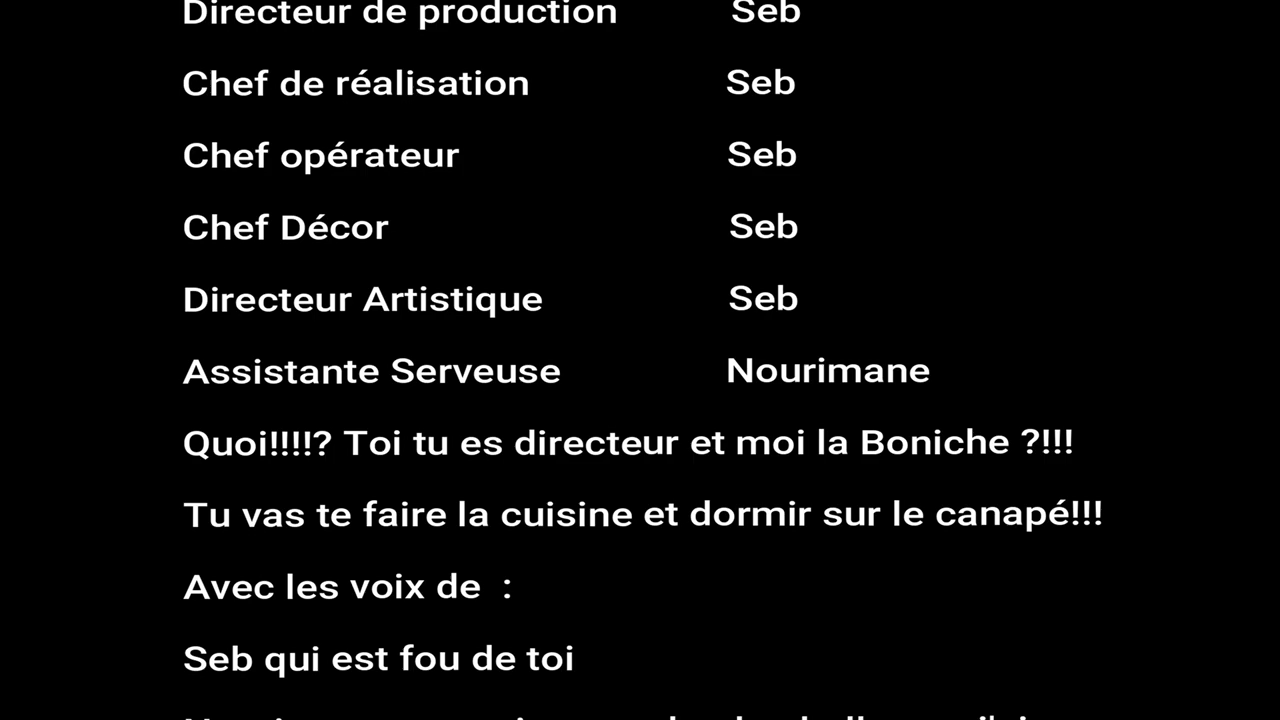 Directeur de production Seb
Chef de réalisation Seb
Chef opérateur Seb
Chef Décor Seb
Directeur Artistique Seb
Assistante Serveuse Nourimane
Quoi!!!!? Toi tu es directeur et moi la Boniche ?!!!
Tu vas te faire la cuisine et dormir sur le canapé!!!
Avec les voix de :
Seb qui est fou de toi